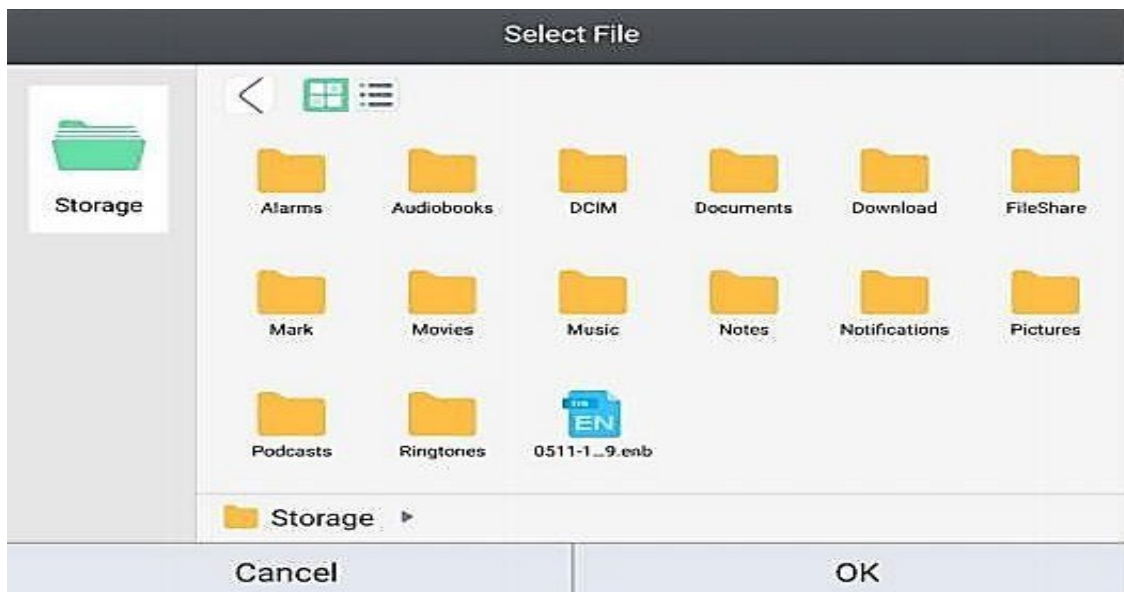 Select File
Storage
Alarms Audiobooks DCIM Documents Download FileShare
Mark Movies Music Notes Notifications Pictures
EN
Podcasts Ringtones 0511-1...9.enb
Storage
Cancel OK